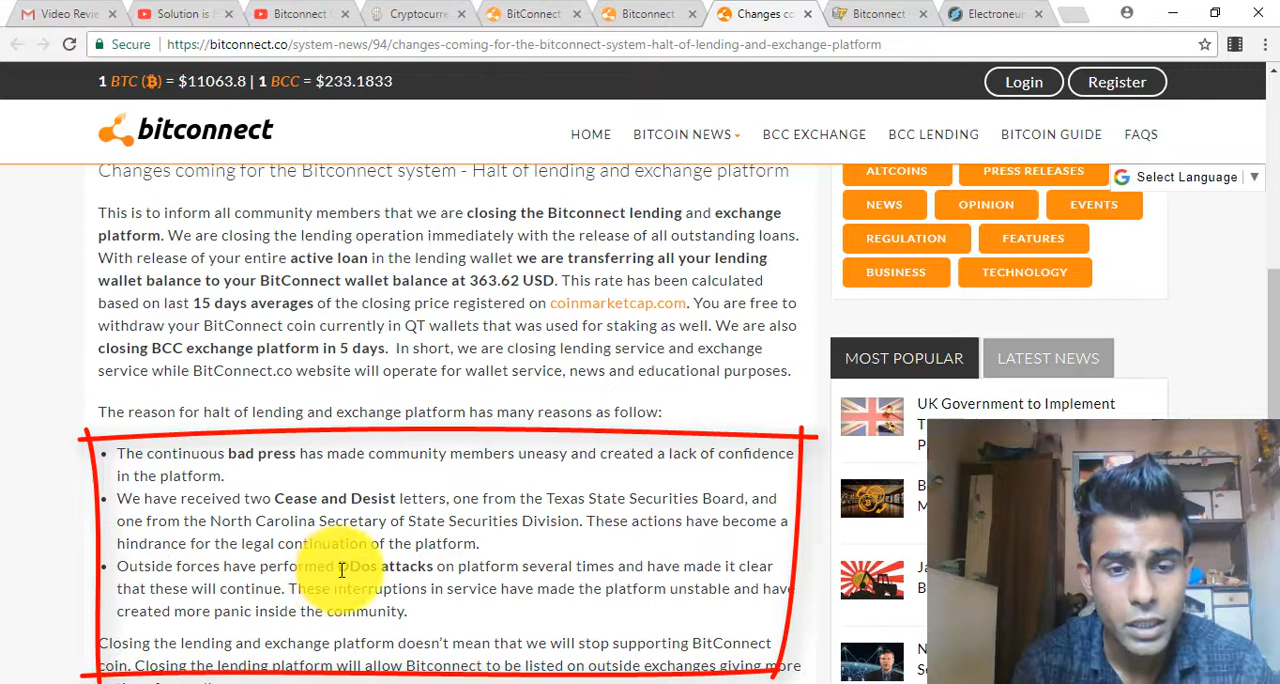 Video Revie
Solution is t
Bitconnect
Cryptocurre
BitConnect
Bitconnect
Changes co
Bitconnect
Electroneum
Secure https://bitconnect.co/system-news/94/changes-coming-for-the-bitconnect-system-halt-of-lending-and-exchange-platform
1 BTC (₿) = $11063.8 | 1 BCC = $233.1833
Login
Register
bitconnect
HOME
BITCOIN NEWS
BCC EXCHANGE
BCC LENDING
BITCOIN GUIDE
FAQS
Select Language
Changes coming for the Bitconnect system - Halt of lending and exchange platform
This is to inform all community members that we are closing the Bitconnect lending and exchange
platform. We are closing the lending operation immediately with the release of all outstanding loans.
With release of your entire active loan in the lending wallet we are transferring all your lending
wallet balance to your BitConnect wallet balance at 363.62 USD. This rate has been calculated
based on last 15 days averages of the closing price registered on coinmarketcap.com. You are free to
withdraw your BitConnect coin currently in QT wallets that was used for staking as well. We are also
closing BCC exchange platform in 5 days. In short, we are closing lending service and exchange
service while BitConnect.co website will operate for wallet service, news and educational purposes.
The reason for halt of lending and exchange platform has many reasons as follow:
The continuous bad press has made community members uneasy and created a lack of confidence
in the platform.
We have received two Cease and Desist letters, one from the Texas State Securities Board, and
one from the North Carolina Secretary of State Securities Division. These actions have become a
hindrance for the legal continuation of the platform.
Outside forces have performed DDos attacks on platform several times and have made it clear
that these will continue. These interruptions in service have made the platform unstable and have
created more panic inside the community.
Closing the lending and exchange platform doesn't mean that we will stop supporting BitConnect
coin. Closing the lending platform will allow Bitconnect to be listed on outside exchanges giving more
ALTCOINS
PRESS RELEASES
NEWS
OPINION
EVENTS
REGULATION
FEATURES
BUSINESS
TECHNOLOGY
MOST POPULAR
LATEST NEWS
UK Government to Implement